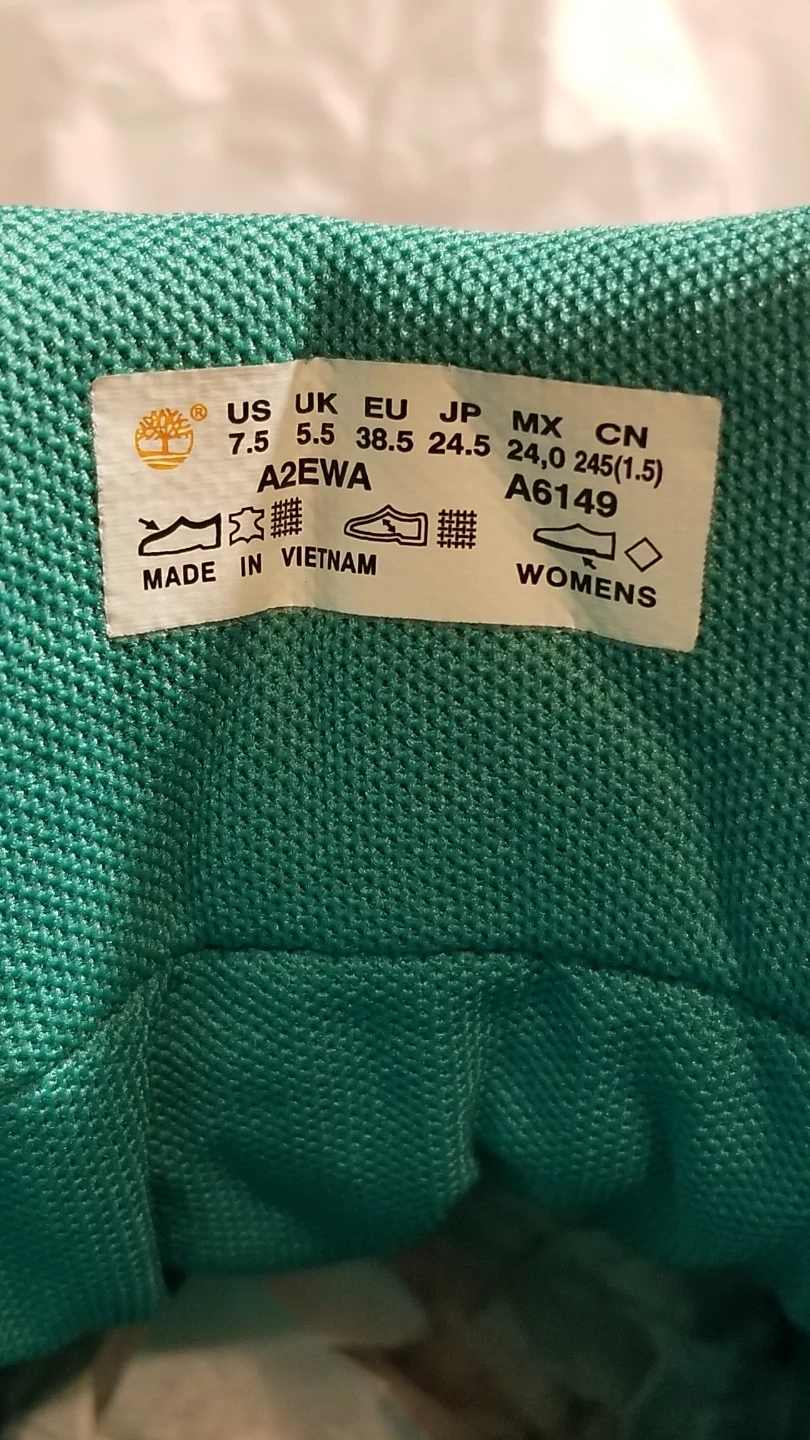 ® US UK EU JP MX CN
7.5 5.5 38.5 24.5 24,0 245(1.5)
A2EWA A6149
MADE IN VIETNAM WOMENS